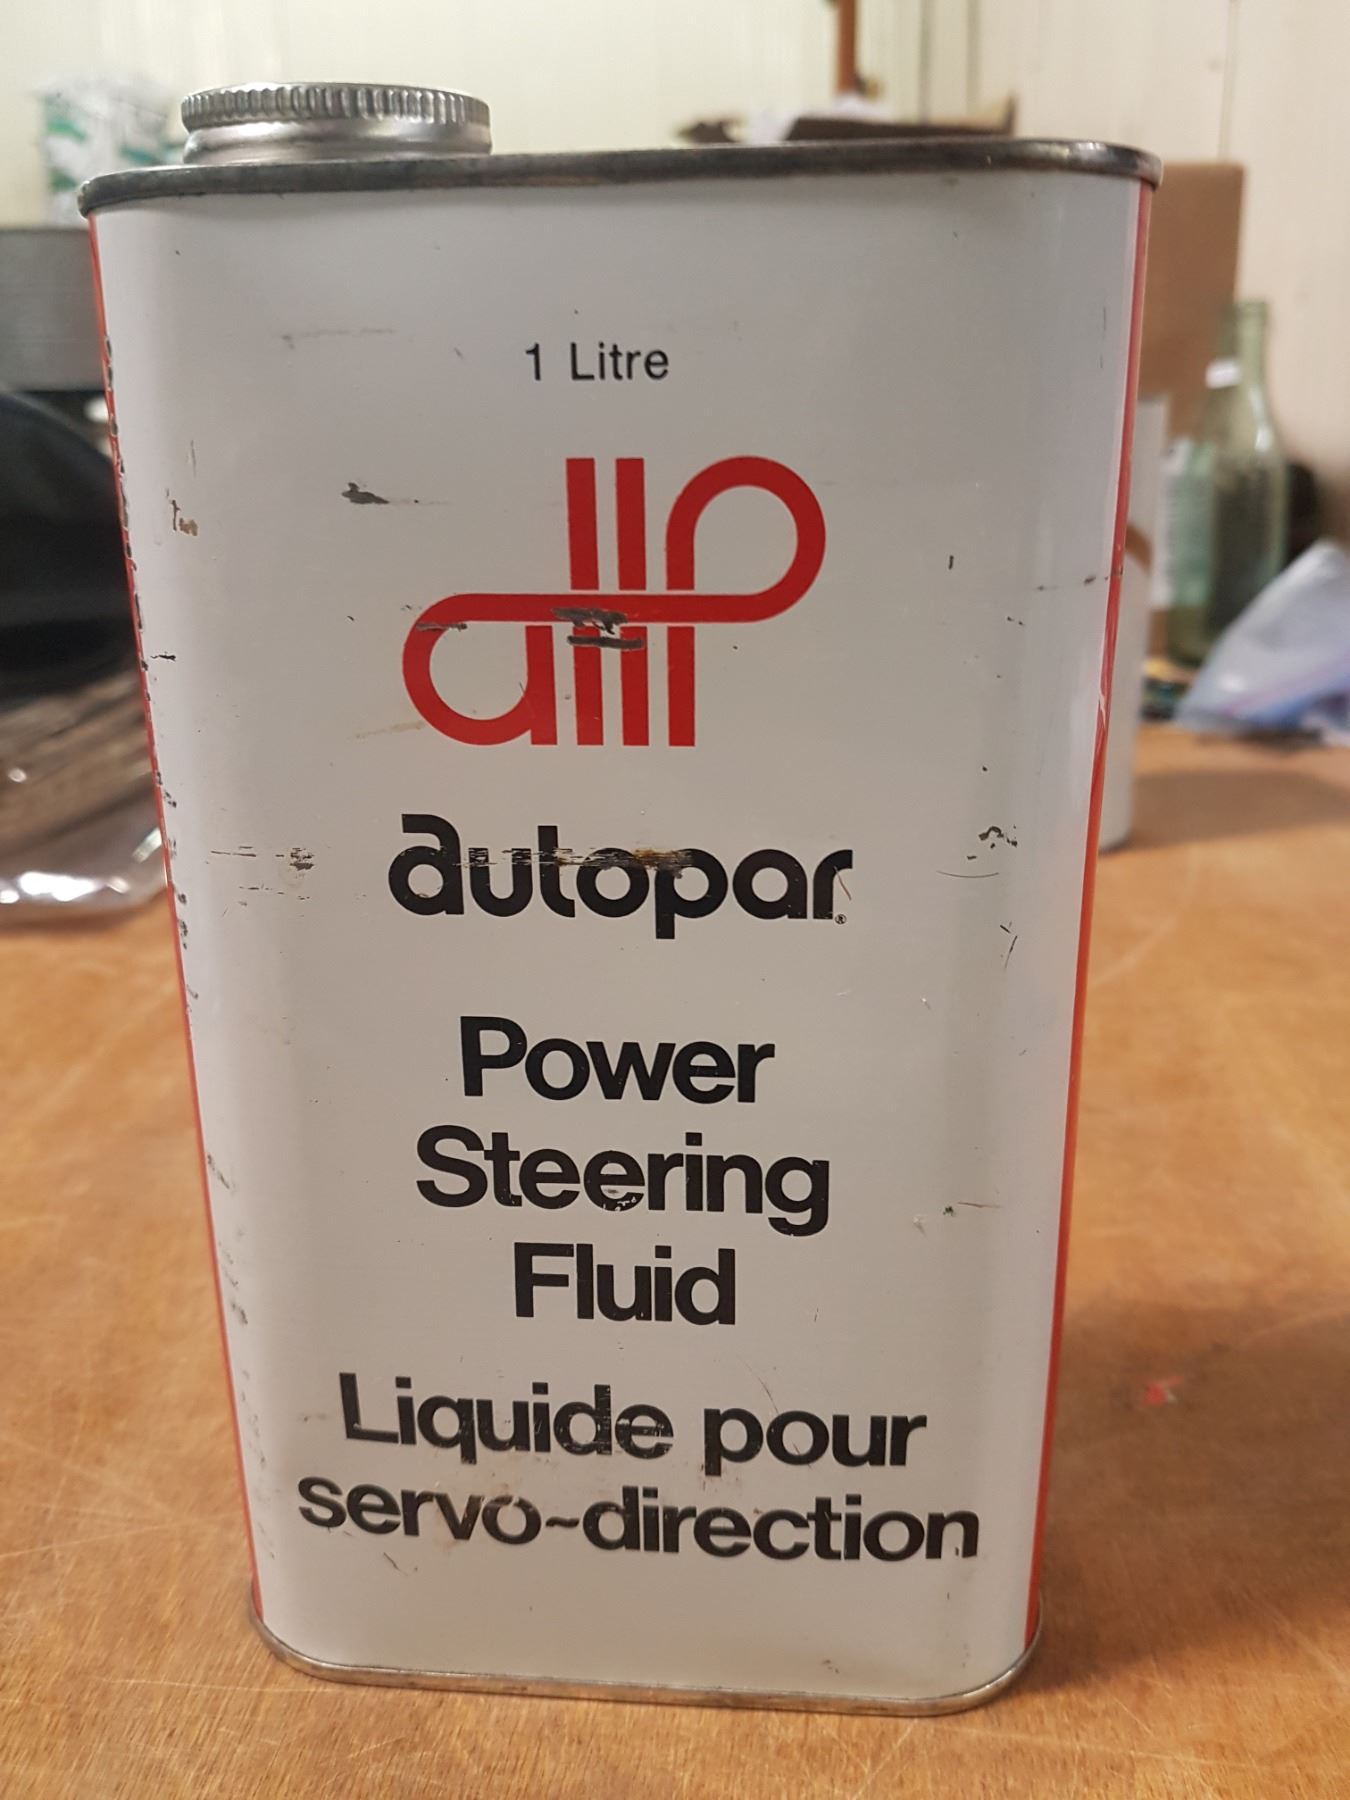 1 Litre
autopar®
Power
Steering
Fluid
Liquide pour
servo-direction